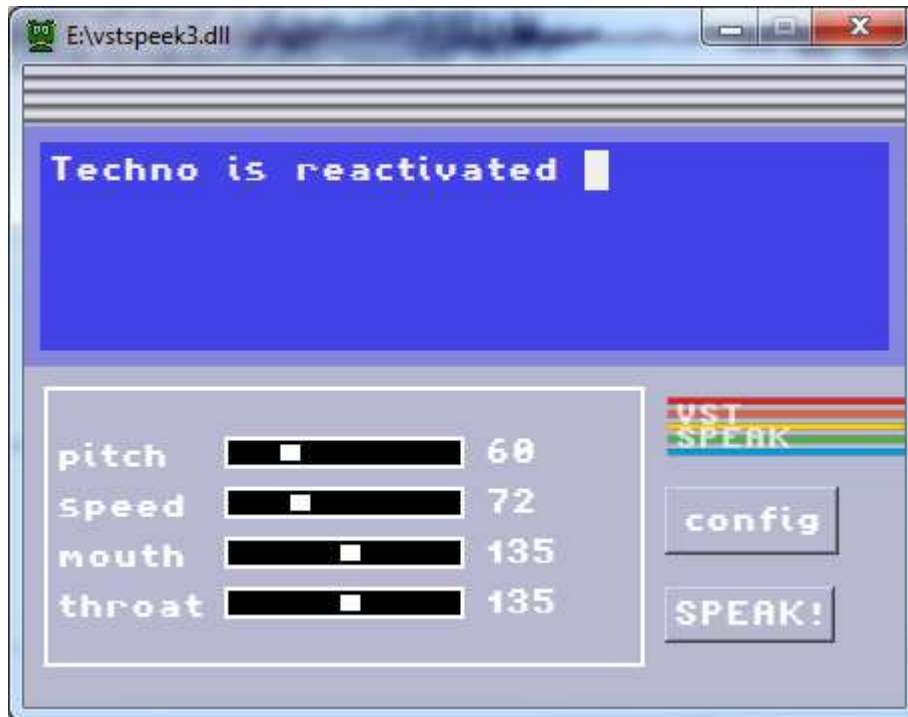 E:\vstspeek3.dll
Techno is reactivated
pitch 60
speed 72
mouth 135
throat 135
VST
SPEAK
config
SPEAK!